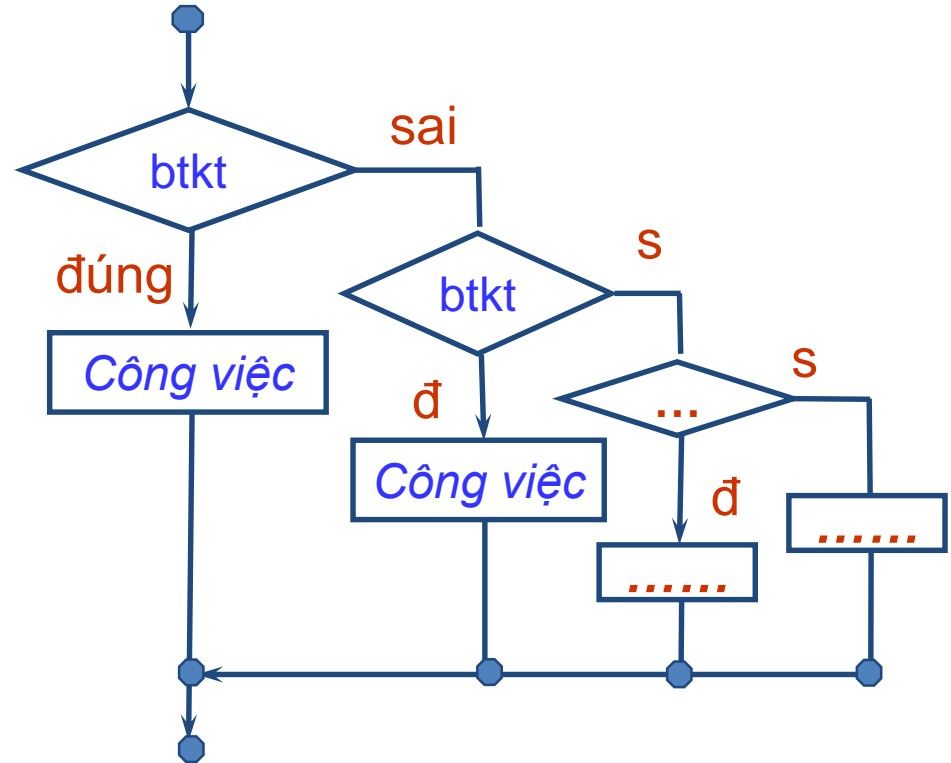 sai
btkt
s
đúng
btkt
s
Công việc
đ
...
Công việc
đ
......
......